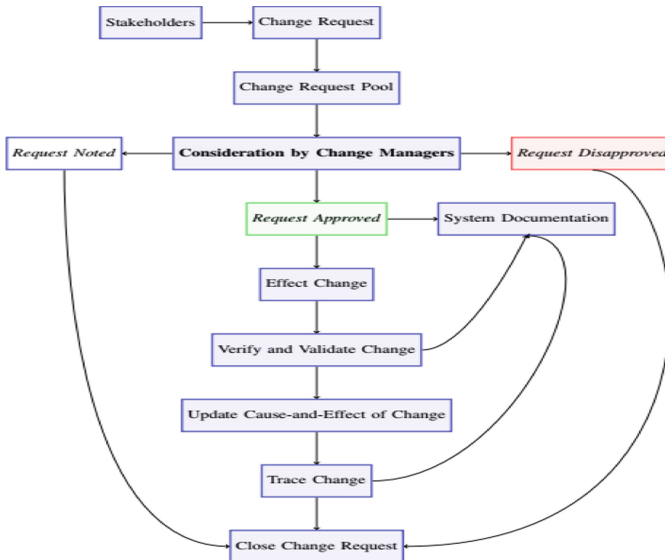 Stakeholders
Change Request
Change Request Pool
Request Noted
Consideration by Change Managers
Request Disapproved
Request Approved
System Documentation
Effect Change
Verify and Validate Change
Update Cause-and-Effect of Change
Trace Change
Close Change Request